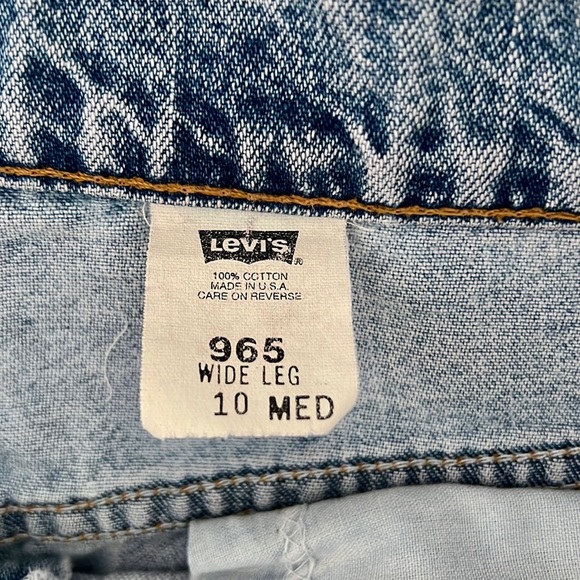 Levi's ®
100% COTTON
MADE IN U.S.A.
CARE ON REVERSE
965
WIDE LEG
10 MED